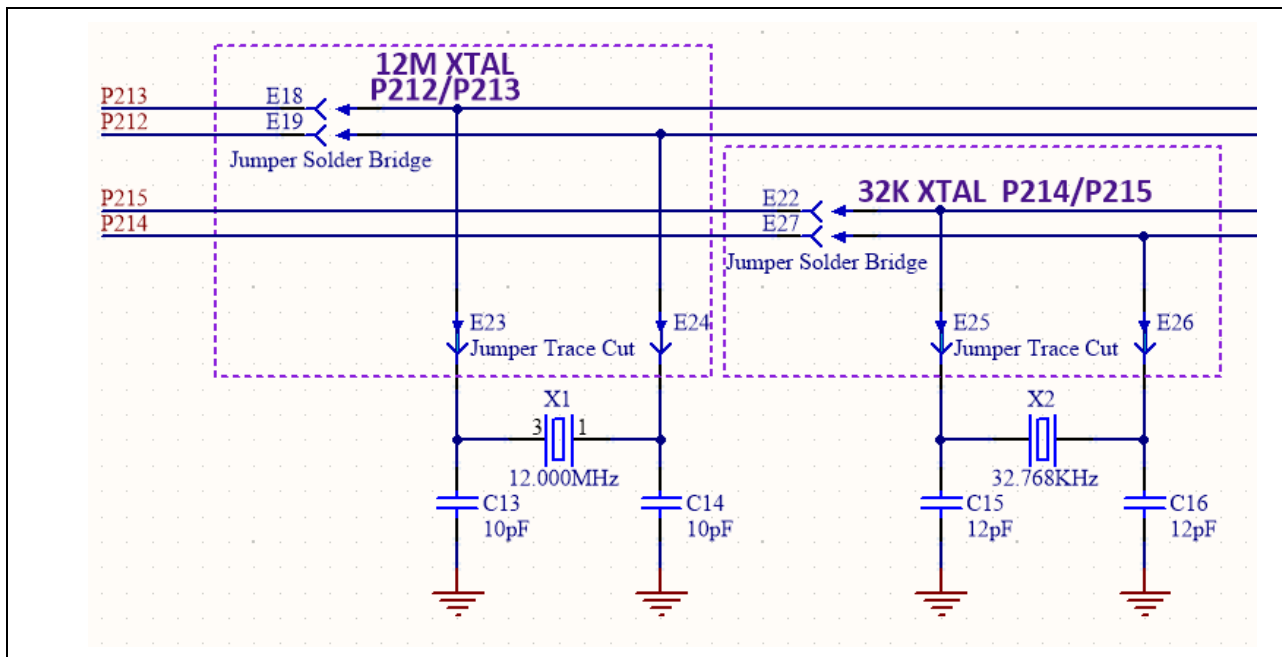 12M XTAL
P212/P213
P213
E18
P212
E19
Jumper Solder Bridge
P215
E22
32K XTAL P214/P215
P214
E27
Jumper Solder Bridge
E23
E24
E25
E26
Jumper Trace Cut
Jumper Trace Cut
X1
X2
3
1
12.000MHz
32.768KHz
C13
C14
C15
C16
10pF
10pF
12pF
12pF